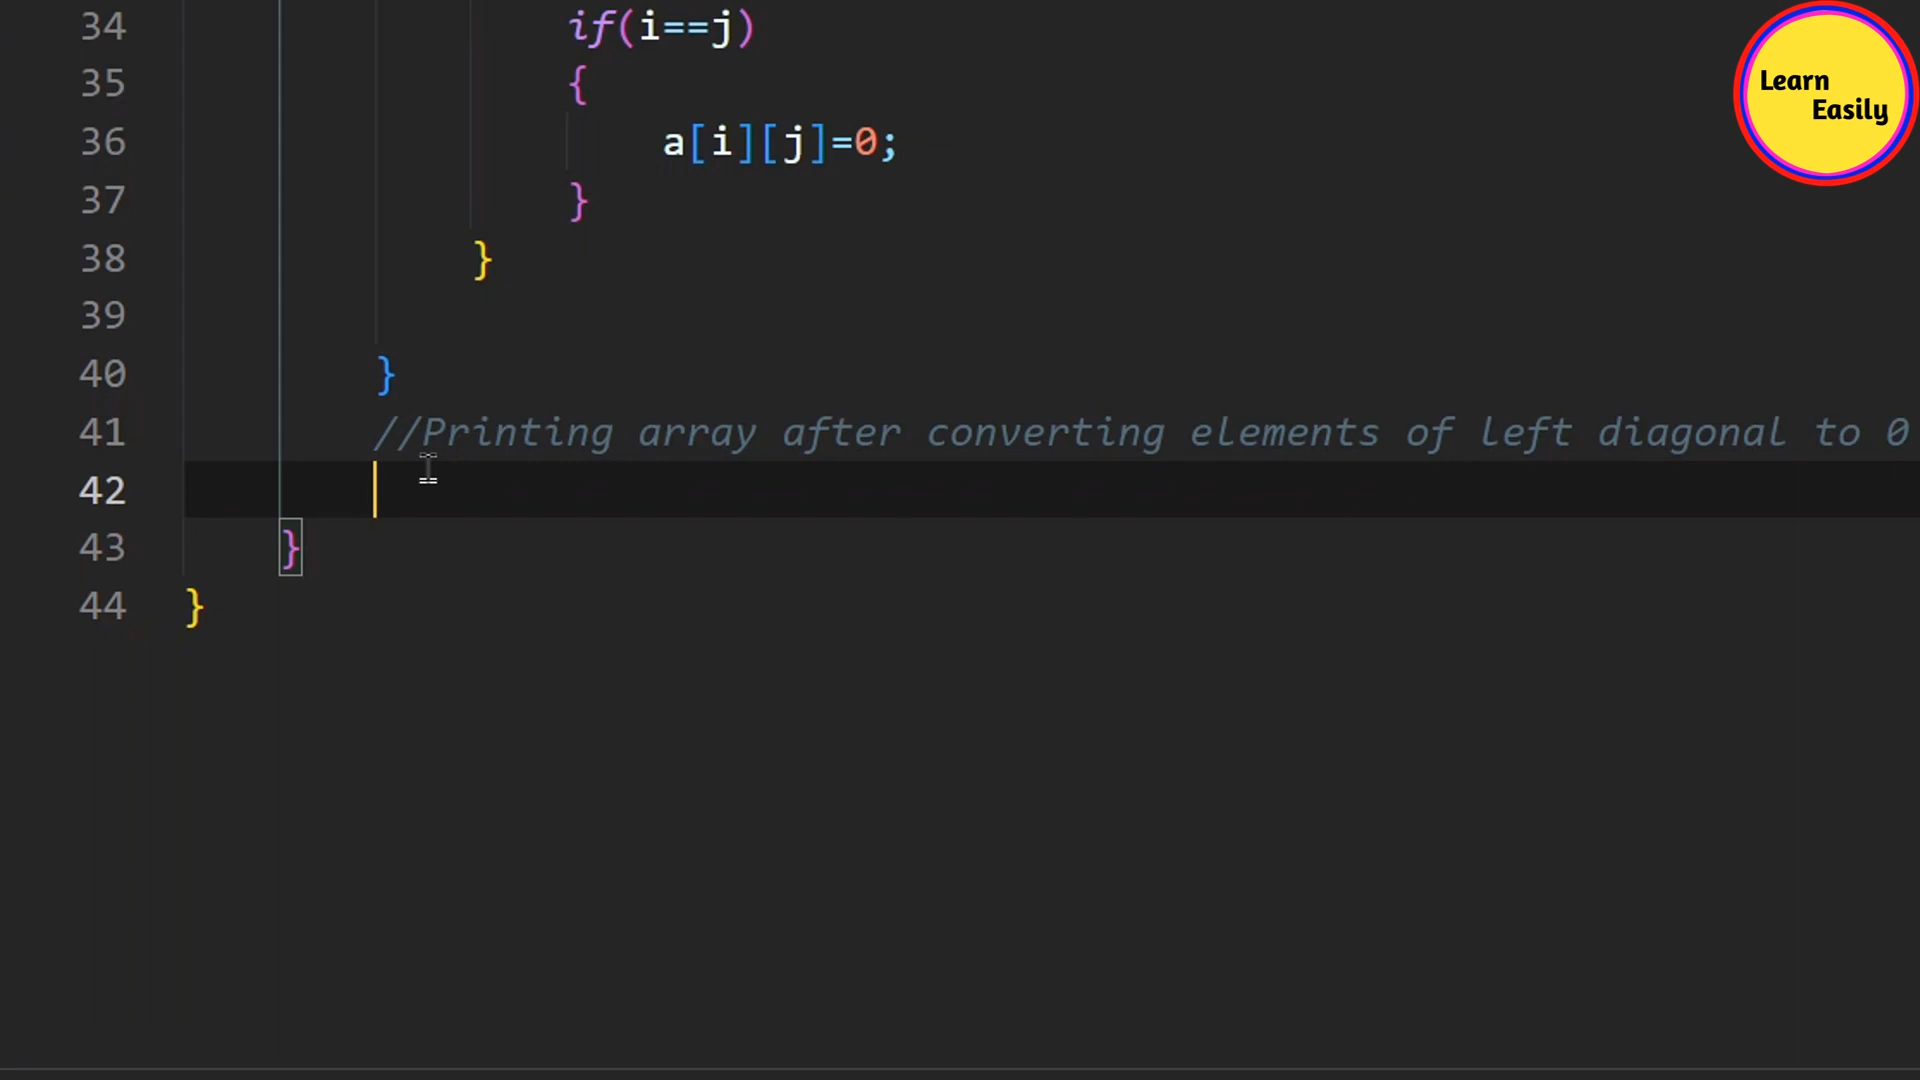 34 if(i==j)
35 {
36 a[i][j]=0;
37 }
38 }
39
40 }
41 //Printing array after converting elements of left diagonal to 0
42
43 }
44 }
Learn
Easily